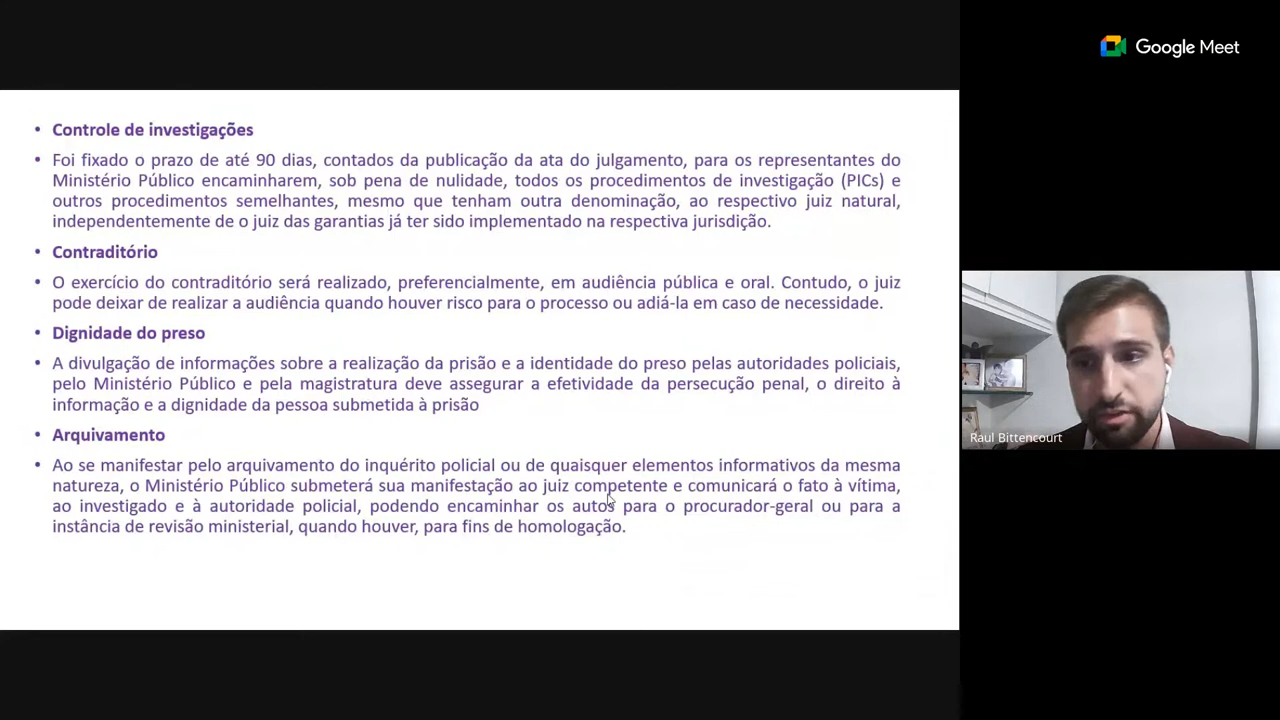 Google Meet
• Controle de investigações
• Foi fixado o prazo de até 90 dias, contados da publicação da ata do julgamento, para os representantes do
Ministério Público encaminharem, sob pena de nulidade, todos os procedimentos de investigação (PICs) e
outros procedimentos semelhantes, mesmo que tenham outra denominação, ao respectivo juiz natural,
independentemente de o juiz das garantias já ter sido implementado na respectiva jurisdição.
• Contraditório
• O exercício do contraditório será realizado, preferencialmente, em audiência pública e oral. Contudo, o juiz
pode deixar de realizar a audiência quando houver risco para o processo ou adiá-la em caso de necessidade.
• Dignidade do preso
• A divulgação de informações sobre a realização da prisão e a identidade do preso pelas autoridades policiais,
pelo Ministério Público e pela magistratura deve assegurar a efetividade da persecução penal, o direito à
informação e a dignidade da pessoa submetida à prisão
• Arquivamento
• Ao se manifestar pelo arquivamento do inquérito policial ou de quaisquer elementos informativos da mesma
natureza, o Ministério Público submeterá sua manifestação ao juiz competente e comunicará o fato à vítima,
ao investigado e à autoridade policial, podendo encaminhar os autos para o procurador-geral ou para a
instância de revisão ministerial, quando houver, para fins de homologação.
Raul Bittencourt